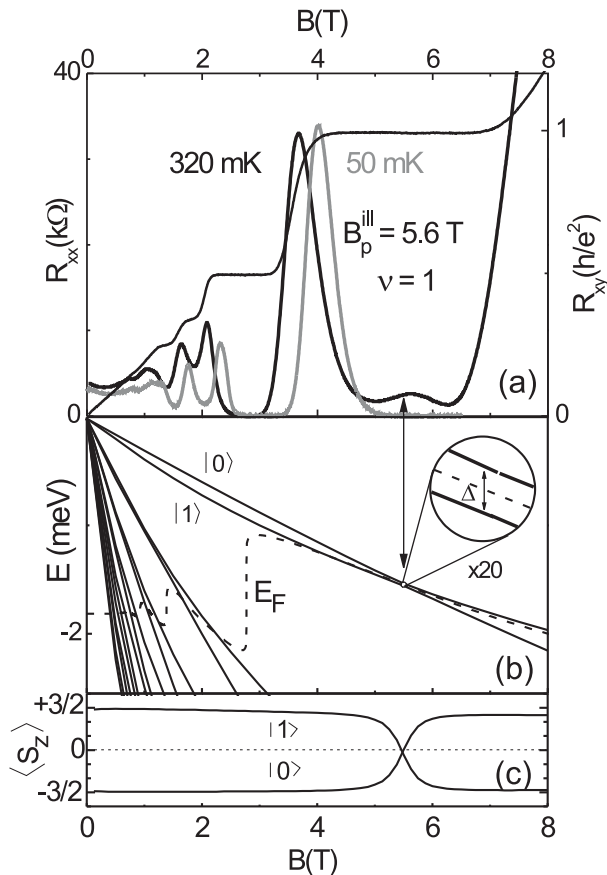 B(T)
0 2 4 6 8
40
320 mK
50 mK
1
B_p^ill = 5.6 T
ν = 1
R_xx(kΩ)
R_xy(h/e²)
(a)
0
0
|0⟩
|1⟩
Δ
x20
E (meV)
E_F
-2
(b)
+3/2
|1⟩
0
|0⟩
⟨S_z⟩
-3/2
(c)
0 2 4 6 8
B(T)